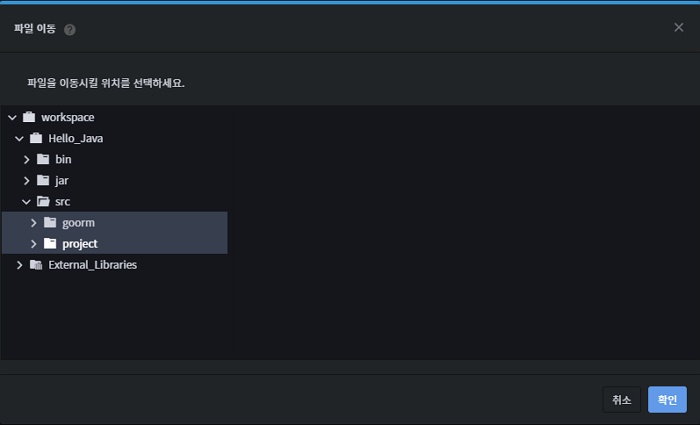 파일 이동 ?
파일을 이동시킬 위치를 선택하세요.
workspace
Hello_Java
bin
jar
src
goorm
project
External_Libraries
취소 확인